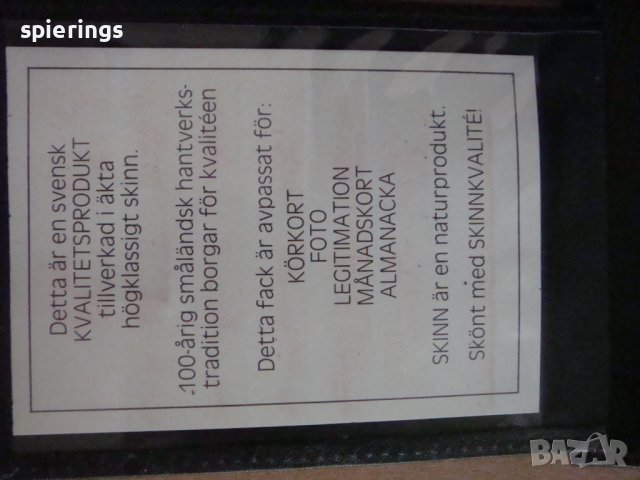 spierings
Detta är en svensk
KVALITETSPRODUKT
tillverkad i äkta
högklassigt skinn.
-100-årig småländsk hantverks-
tradition borgar för kvalitéen
Detta fack är avpassat för:
KÖRKORT
FOTO
LEGITIMATION
MÅNADSKORT
ALMANACKA
SKINN är en naturprodukt.
Skönt med SKINNKVALITÉ!
BAZAR